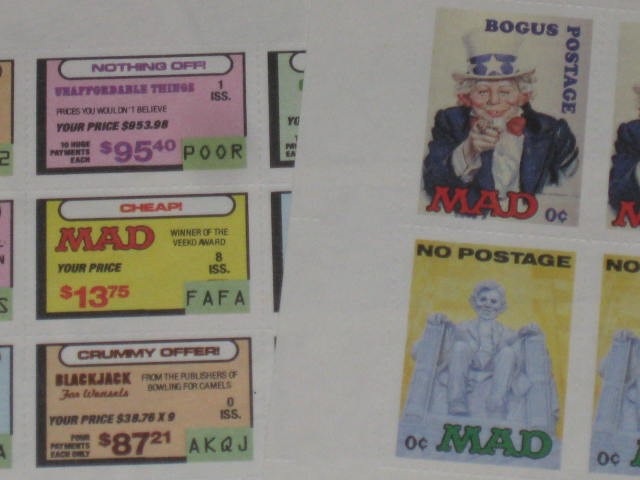 NOTHING OFF!
UNAFFORDABLE THINGS
1
ISS.
PRICES YOU WOULDN'T BELIEVE
YOUR PRICE $953.98
10 HUGE
PAYMENTS
EACH
$95.40
POOR
CHEAP!
MAD
WINNER OF THE
VEEKO AWARD
YOUR PRICE
8
ISS.
$13.75
FAFA
CRUMMY OFFER!
BLACKJACK
For Weasels
FROM THE PUBLISHERS OF
BOWLING FOR CAMELS
YOUR PRICE $38.76 X 9
0
ISS.
FOUR
PAYMENTS
EACH ONLY
$87.21
AKQJ
BOGUS
POSTAGE
MAD 0¢
NO POSTAGE
0¢ MAD
NO
0¢